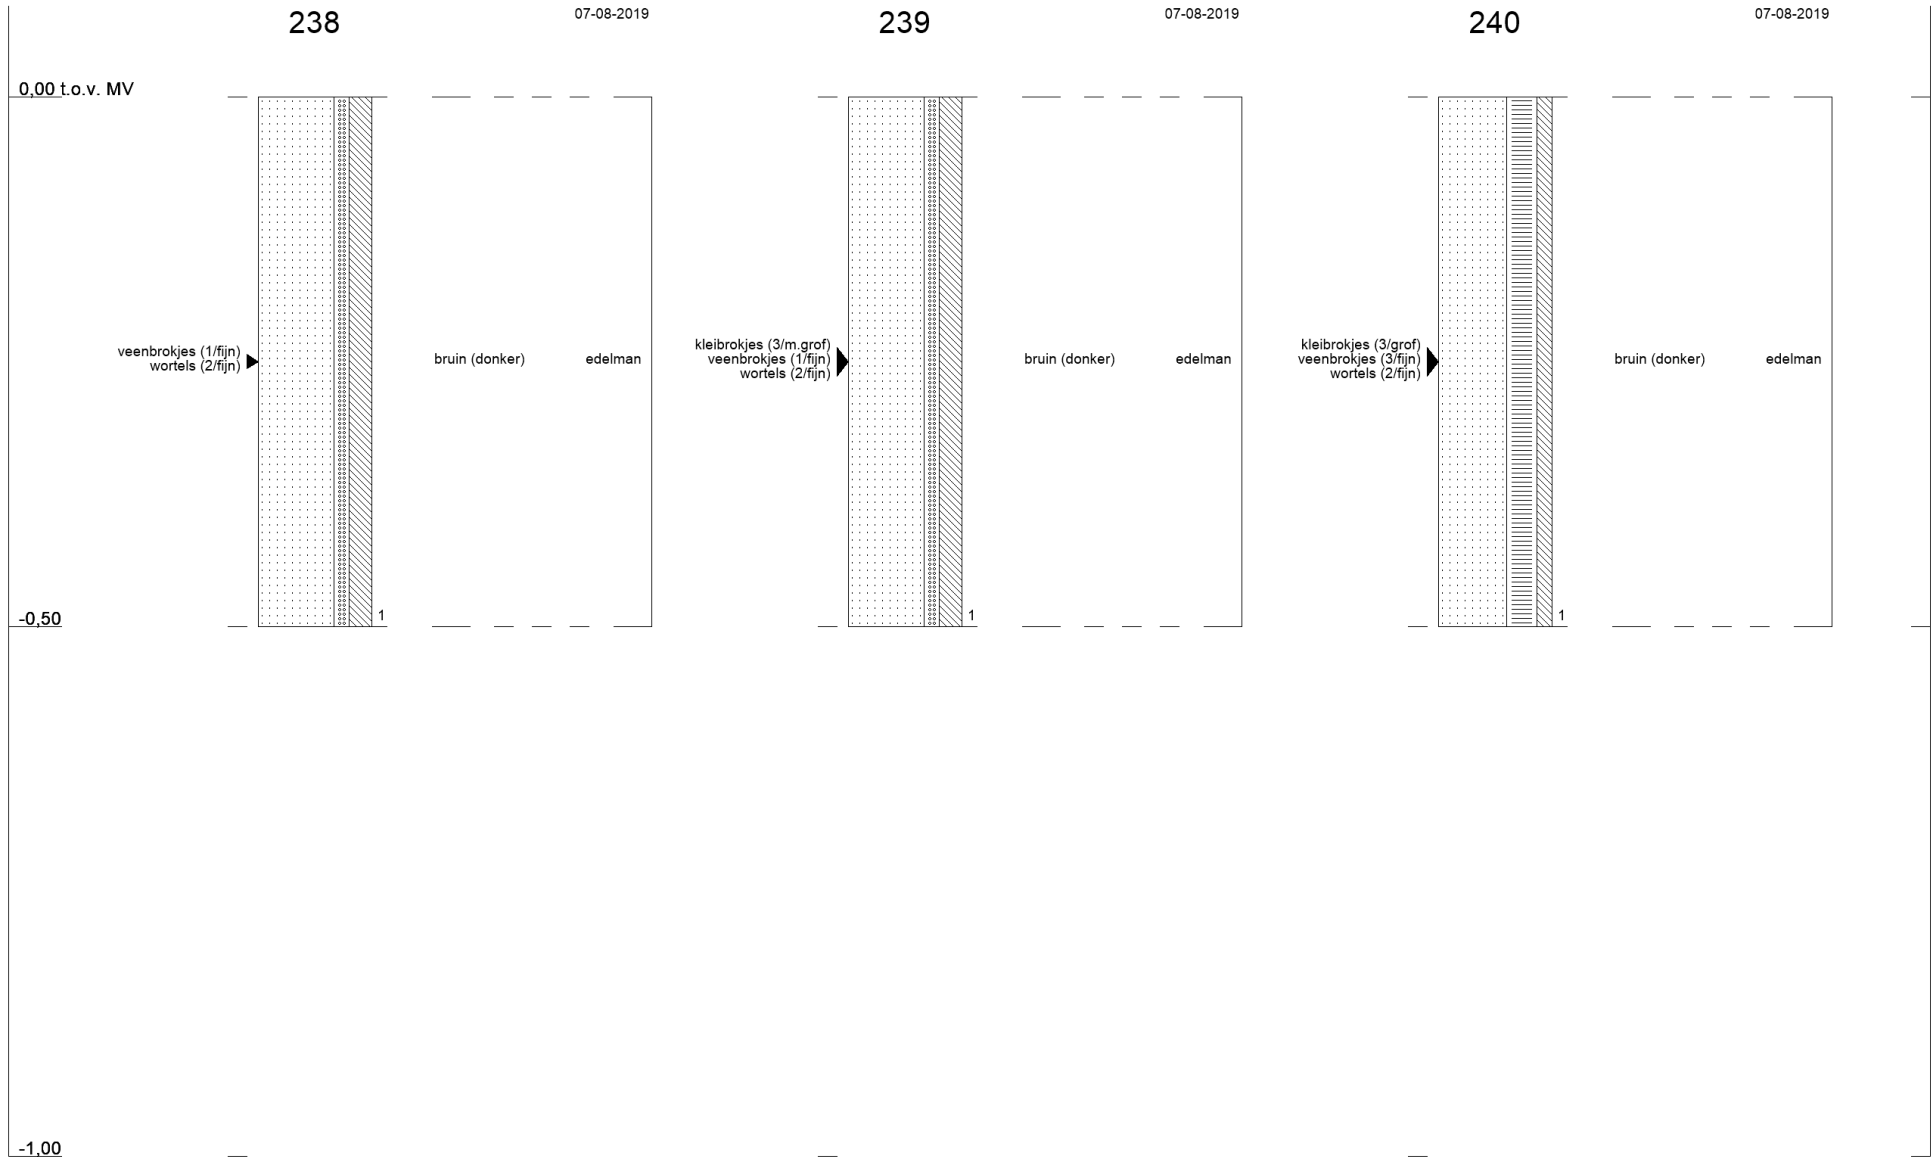 238
07-08-2019
239
07-08-2019
240
07-08-2019
0,00 t.o.v. MV
veenbrokjes (1/fijn)
wortels (2/fijn)
bruin (donker)
edelman
1
kleibrokjes (3/m.grof)
veenbrokjes (1/fijn)
wortels (2/fijn)
bruin (donker)
edelman
1
kleibrokjes (3/grof)
veenbrokjes (3/fijn)
wortels (2/fijn)
bruin (donker)
edelman
1
-0,50
-1,00